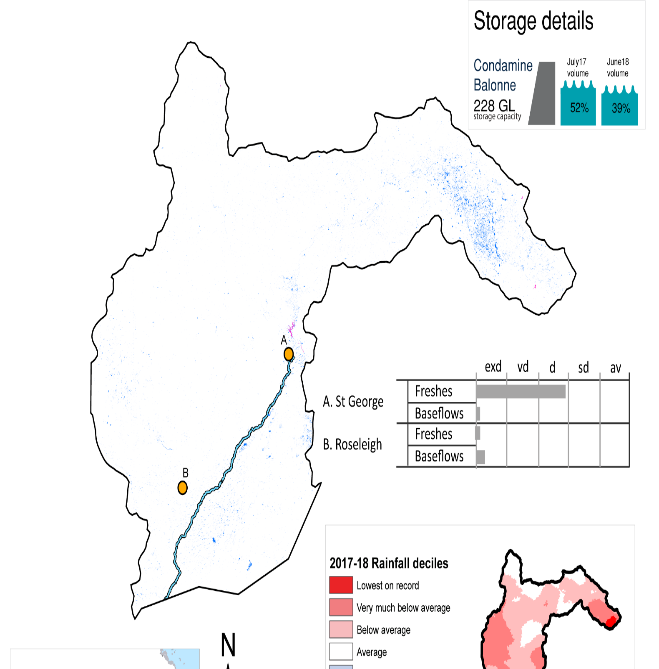 Storage details
Condamine
Balonne
228 GL
storage capacity
July17
volume
52%
June18
volume
39%
A
B
exd vd d sd av
A. St George
Freshes
Baseflows
B. Roseleigh
Freshes
Baseflows
2017-18 Rainfall deciles
Lowest on record
Very much below average
Below average
Average
N